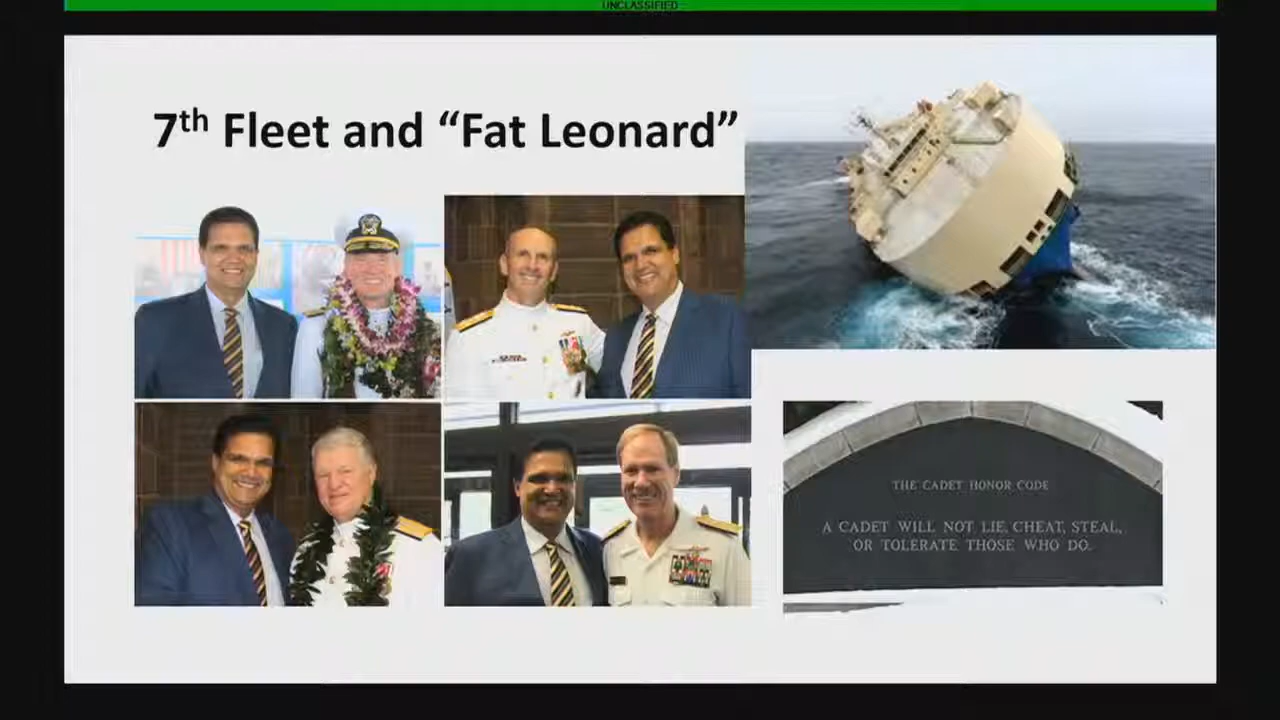 UNCLASSIFIED
7th Fleet and “Fat Leonard”
THE CADET HONOR CODE
A CADET WILL NOT LIE, CHEAT, STEAL,
OR TOLERATE THOSE WHO DO.